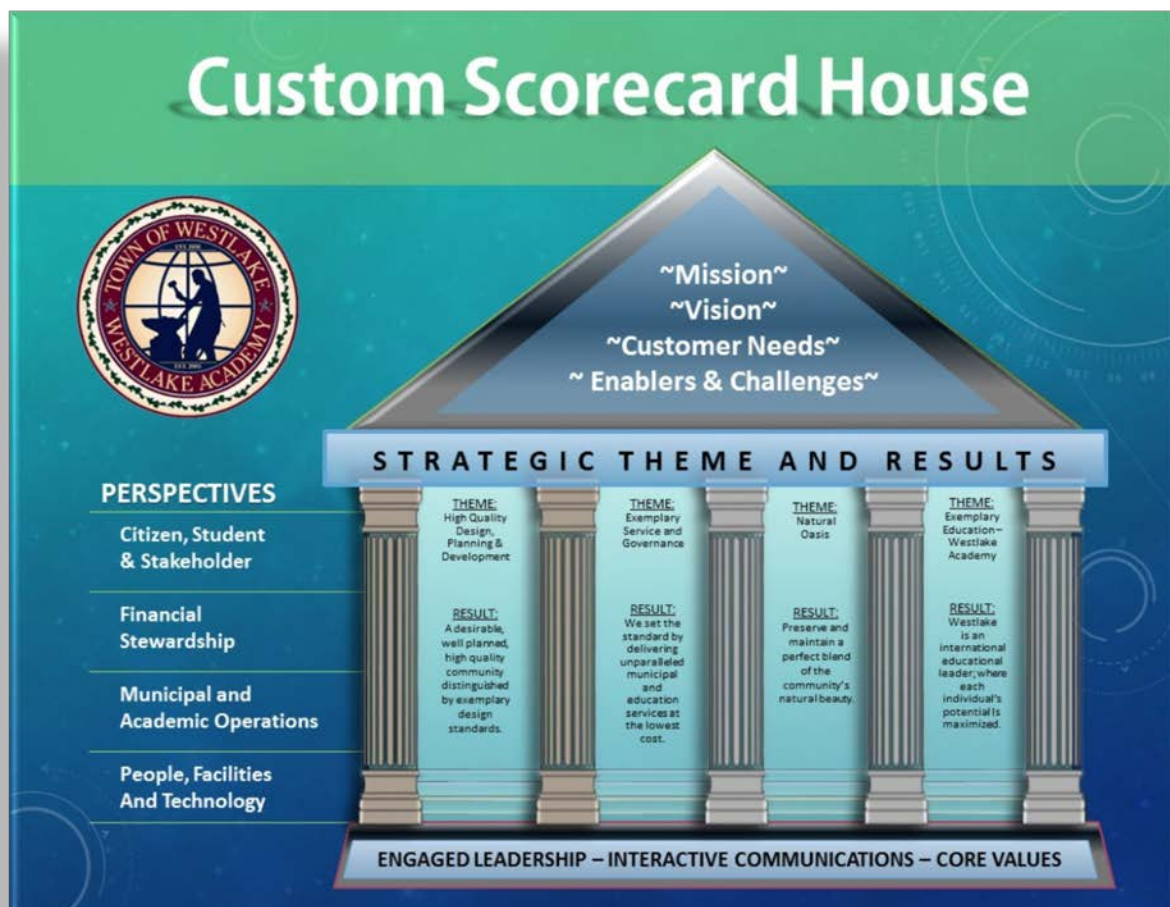 Custom Scorecard House
TOWN OF WESTLAKE
WESTLAKE ACADEMY
~Mission~
~Vision~
~Customer Needs~
~ Enablers & Challenges~
STRATEGIC THEME AND RESULTS
PERSPECTIVES
Citizen, Student
& Stakeholder
Financial
Stewardship
Municipal and
Academic Operations
People, Facilities
And Technology
THEME:
High Quality
Design,
Planning &
Development
RESULT:
A desirable,
well planned,
high quality
community
distinguished
by exemplary
design
standards.
THEME:
Exemplary
Service and
Governance
RESULT:
We set the
standard by
delivering
unparalleled
municipal
and
education
services at
the lowest
cost.
THEME:
Natural
Oasis
RESULT:
Preserve and
maintain a
perfect blend
of the
community's
natural beauty.
THEME:
Exemplary
Education–
Westlake
Academy
RESULT:
Westlake
is an
international
educational
leader; where
each
individual's
potential is
maximized.
ENGAGED LEADERSHIP – INTERACTIVE COMMUNICATIONS – CORE VALUES